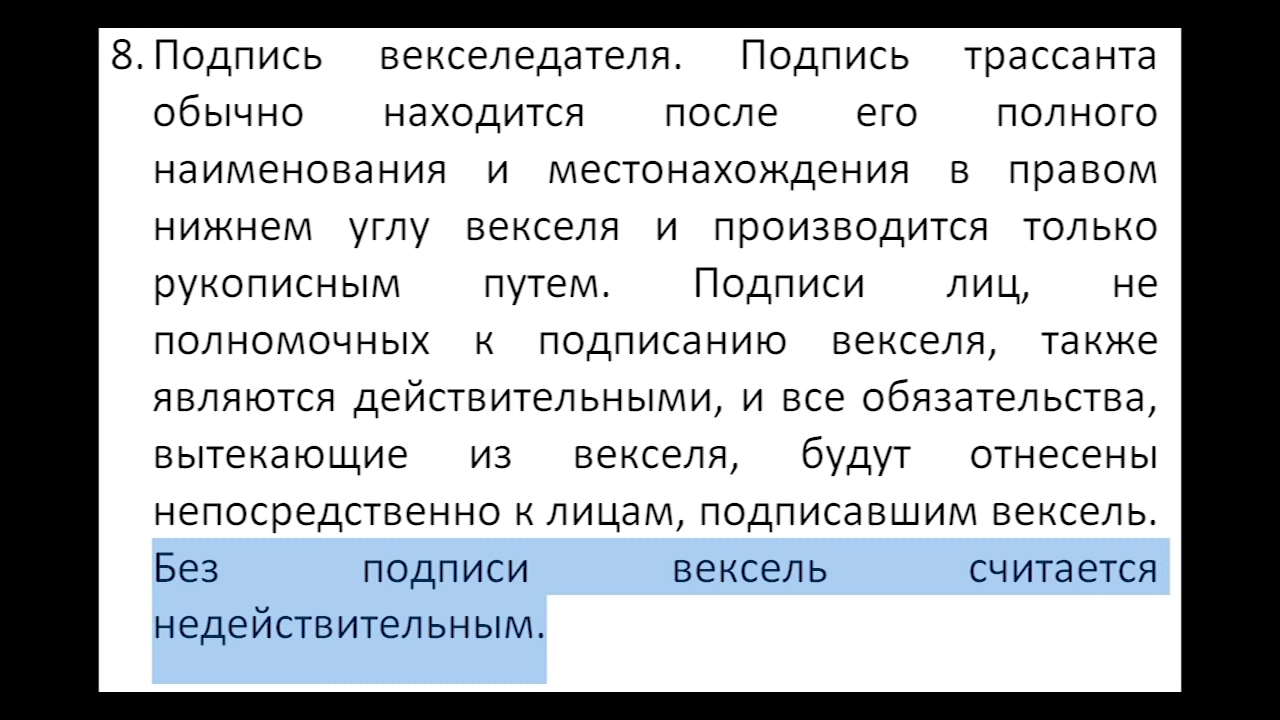 8. Подпись векселедателя. Подпись трассанта
обычно находится после его полного
наименования и местонахождения в правом
нижнем углу векселя и производится только
рукописным путем. Подписи лиц, не
полномочных к подписанию векселя, также
являются действительными, и все обязательства,
вытекающие из векселя, будут отнесены
непосредственно к лицам, подписавшим вексель.
Без подписи вексель считается
недействительным.